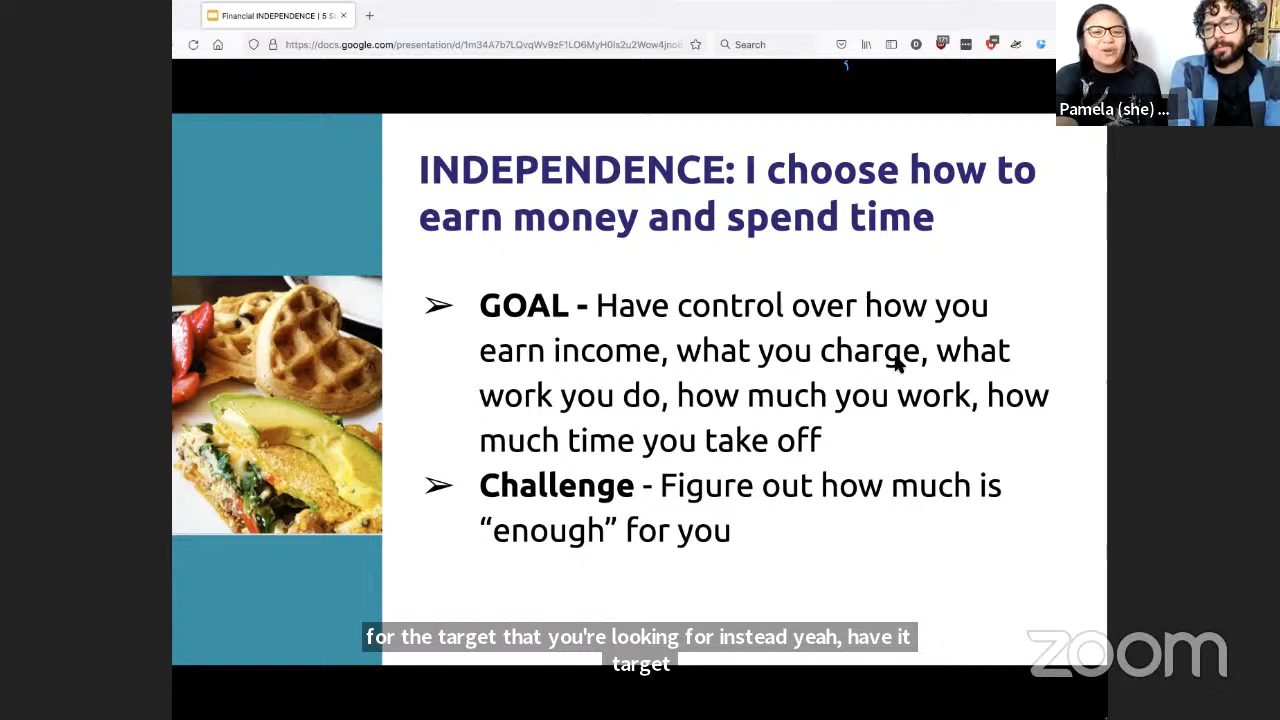 Financial INDEPENDENCE | 5 S
https://docs.google.com/presentation/d/1m34A7b7LQvqWv9zF1LO6MyH0ls2u2Wow4jno
Search
171
Pamela (she) ...
INDEPENDENCE: I choose how to
earn money and spend time
➢ GOAL - Have control over how you
earn income, what you charge, what
work you do, how much you work, how
much time you take off
➢ Challenge - Figure out how much is
“enough” for you
for the target that you're looking for instead yeah, have it
target
zoom